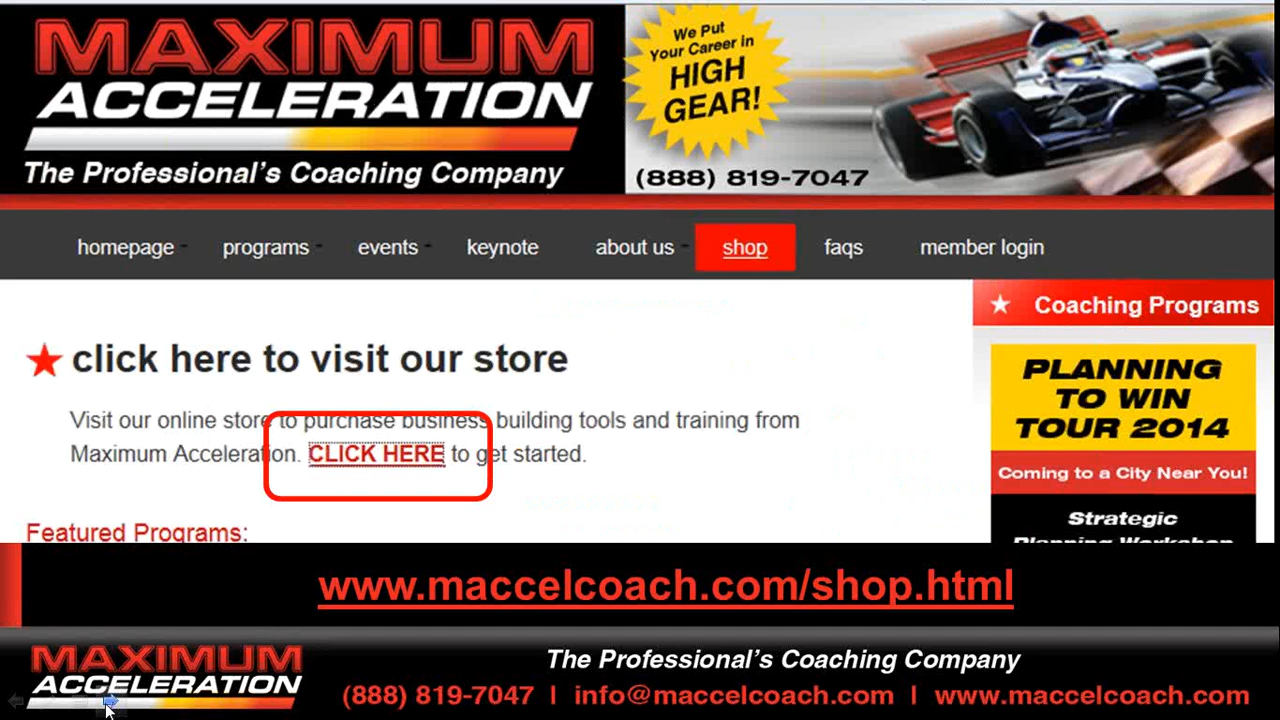 MAXIMUM
ACCELERATION
The Professional's Coaching Company
We Put
Your Career in
HIGH
GEAR!
(888) 819-7047
homepage programs events keynote about us shop faqs member login
click here to visit our store
Visit our online store to purchase business building tools and training from
Maximum Acceleration. CLICK HERE to get started.
Featured Programs:
Coaching Programs
PLANNING
TO WIN
TOUR 2014
Coming to a City Near You!
Strategic
Planning Workshop
www.maccelcoach.com/shop.html
MAXIMUM
ACCELERATION
The Professional's Coaching Company
(888) 819-7047 | info@maccelcoach.com | www.maccelcoach.com